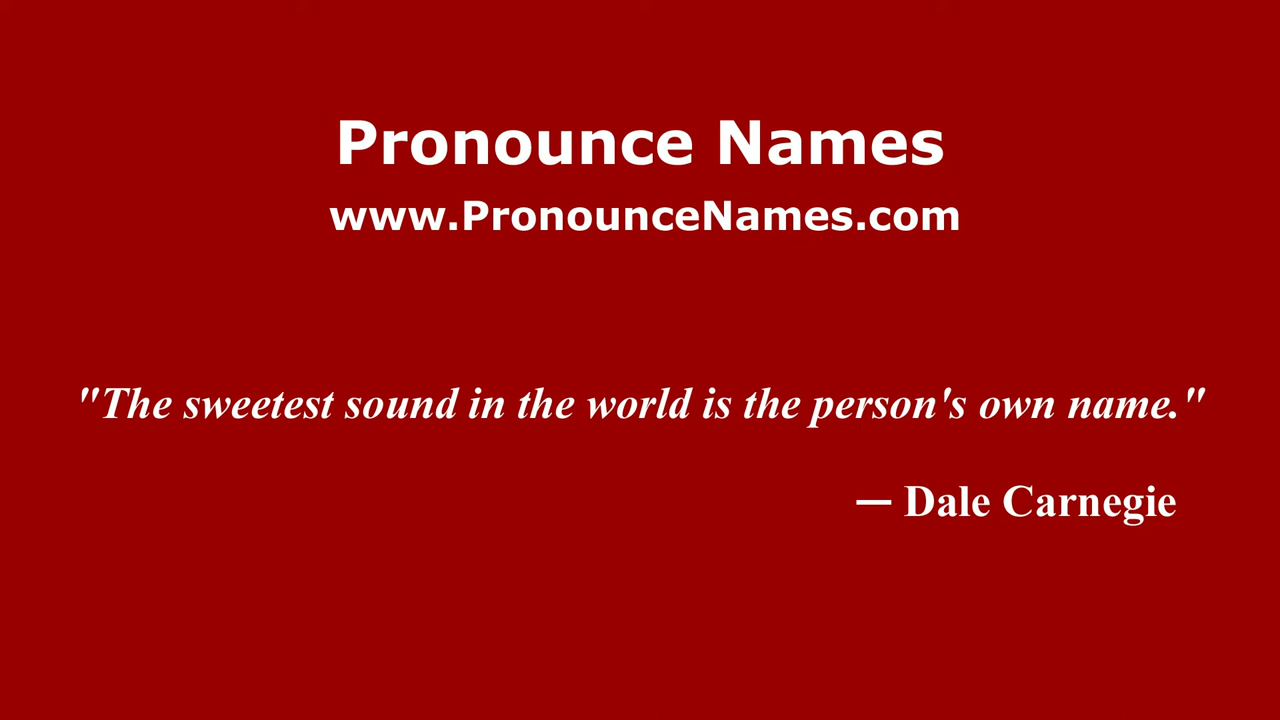 Pronounce Names
www.PronounceNames.com
"The sweetest sound in the world is the person's own name."
— Dale Carnegie